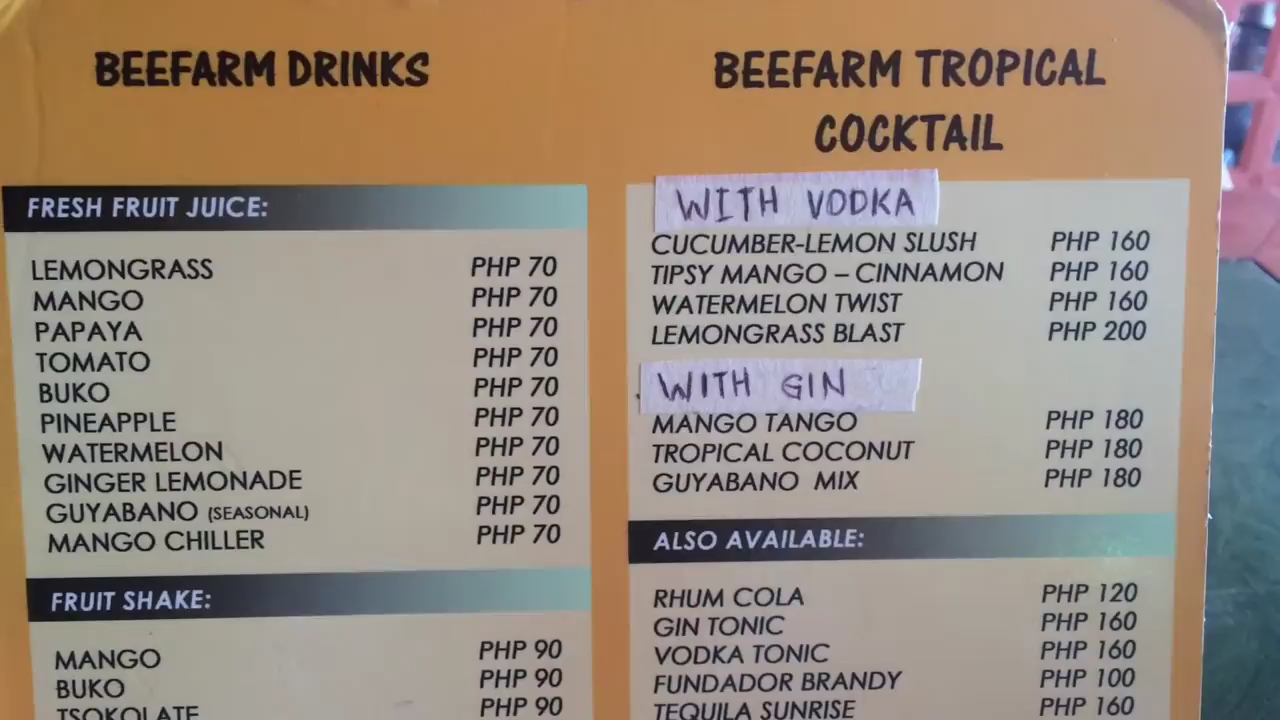 BEEFARM DRINKS
FRESH FRUIT JUICE:
LEMONGRASS PHP 70
MANGO PHP 70
PAPAYA PHP 70
TOMATO PHP 70
BUKO PHP 70
PINEAPPLE PHP 70
WATERMELON PHP 70
GINGER LEMONADE PHP 70
GUYABANO (SEASONAL) PHP 70
MANGO CHILLER PHP 70
FRUIT SHAKE:
MANGO PHP 90
BUKO PHP 90
TSOKOLATE PHP 90
BEEFARM TROPICAL
COCKTAIL
WITH VODKA
CUCUMBER-LEMON SLUSH PHP 160
TIPSY MANGO – CINNAMON PHP 160
WATERMELON TWIST PHP 160
LEMONGRASS BLAST PHP 200
WITH GIN
MANGO TANGO PHP 180
TROPICAL COCONUT PHP 180
GUYABANO MIX PHP 180
ALSO AVAILABLE:
RHUM COLA PHP 120
GIN TONIC PHP 160
VODKA TONIC PHP 160
FUNDADOR BRANDY PHP 100
TEQUILA SUNRISE PHP 160